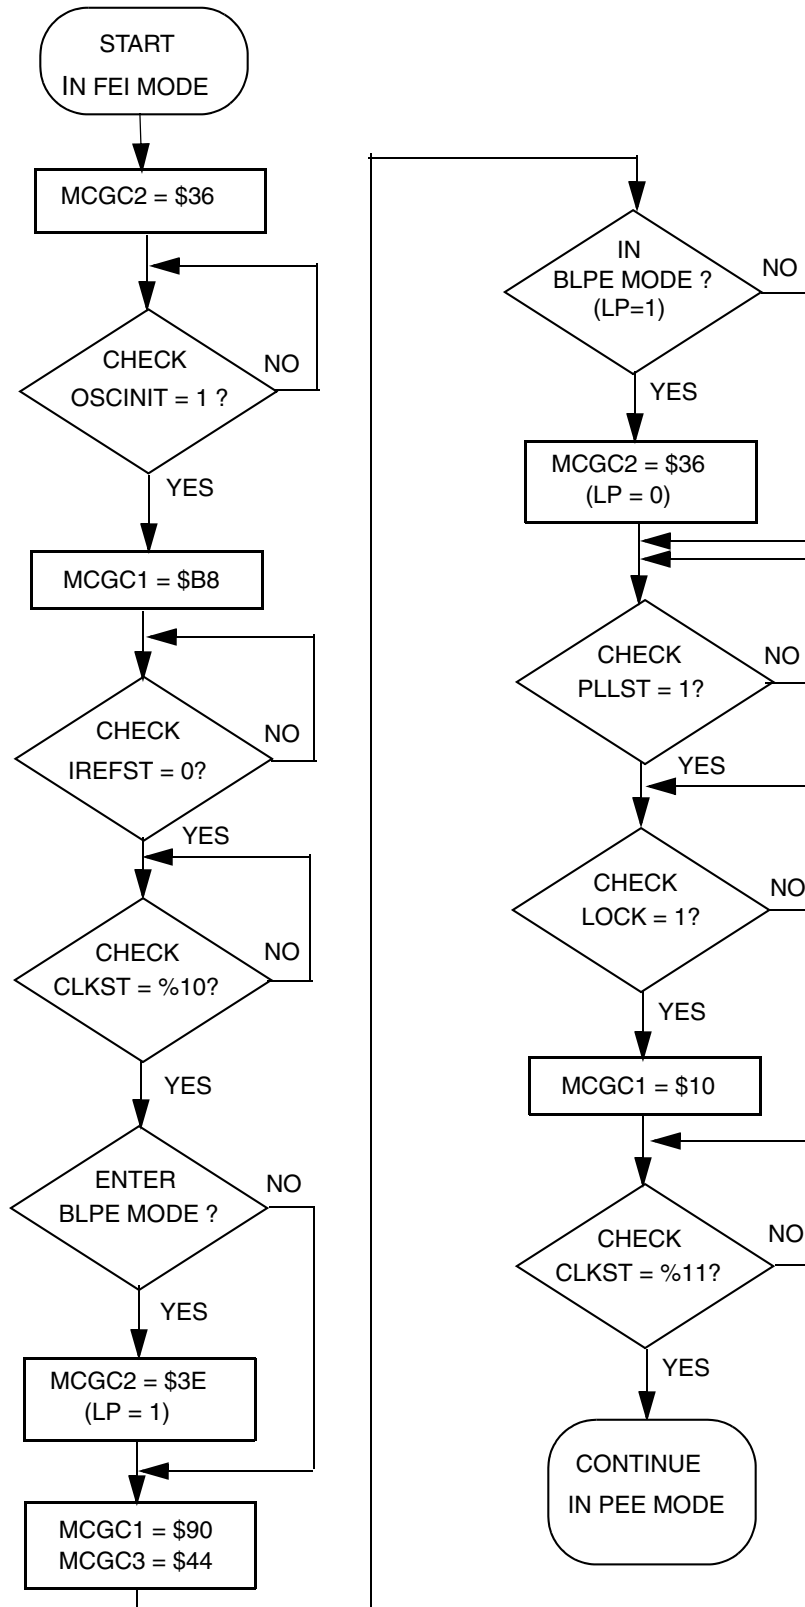 START
IN FEI MODE
MCGC2 = $36
CHECK
OSCINIT = 1 ?
NO
YES
MCGC1 = $B8
CHECK
IREFST = 0?
NO
YES
CHECK
CLKST = %10?
NO
YES
ENTER
BLPE MODE ?
NO
YES
MCGC2 = $3E
(LP = 1)
MCGC1 = $90
MCGC3 = $44
IN
BLPE MODE ?
(LP=1)
NO
YES
MCGC2 = $36
(LP = 0)
CHECK
PLLST = 1?
NO
YES
CHECK
LOCK = 1?
NO
YES
MCGC1 = $10
CHECK
CLKST = %11?
NO
YES
CONTINUE
IN PEE MODE